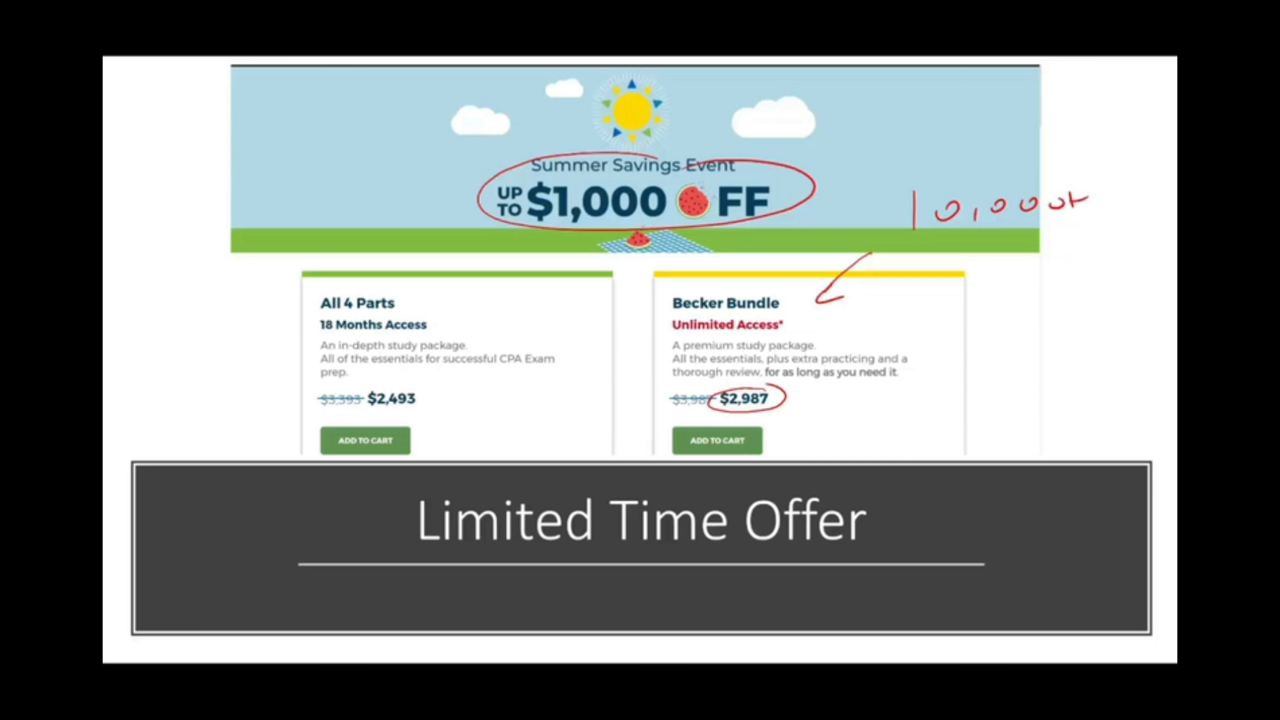 Summer Savings Event
UP TO $1,000 OFF
10,000
All 4 Parts
18 Months Access
An in-depth study package.
All of the essentials for successful CPA Exam
prep.
$3,393 $2,493
ADD TO CART
Becker Bundle
Unlimited Access*
A premium study package.
All the essentials, plus extra practicing and a
thorough review, for as long as you need it.
$2,987
ADD TO CART
Limited Time Offer